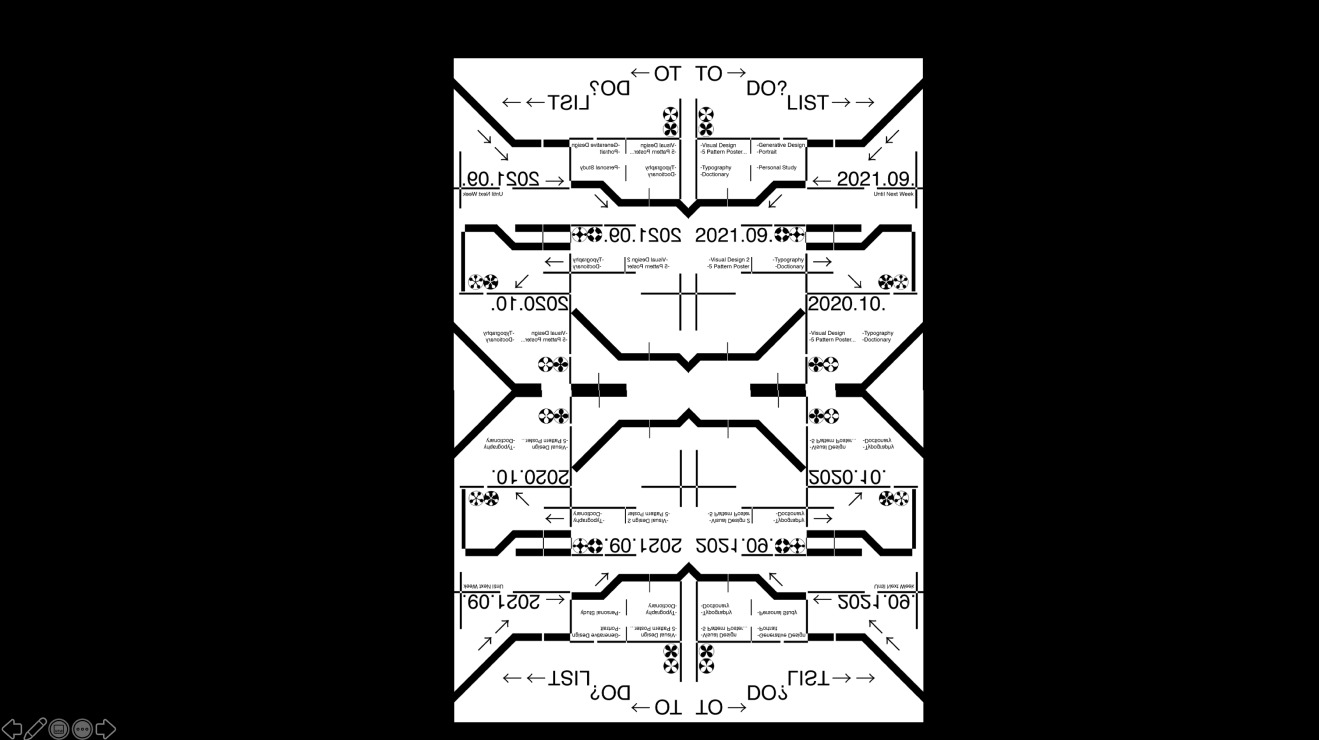 ← TO TO →
DO? DO?
← ← LIST LIST → →
-Generative Design -Visual Design -Visual Design -Generative Design
-Portrait -5 Pattern Poster... -5 Pattern Poster... -Portrait
-Personal Study -Typography -Typography -Personal Study
-Doctionary -Doctionary
2021.09. → ← 2021.09.
Until Next Week Until Next Week
2021.09. 2021.09.
-Typography -Visual Design 2 -Visual Design 2 -Typography
-Doctionary -5 Pattern Poster -5 Pattern Poster -Doctionary
2020.10. 2020.10.
-Typography -Visual Design -Visual Design -Typography
-Doctionary -5 Pattern Poster... -5 Pattern Poster... -Doctionary
-Doctionary -5 Pattern Poster... -5 Pattern Poster... -Doctionary
-Typography -Visual Design -Visual Design -Typography
2020.10. 2020.10.
-Doctionary -5 Pattern Poster -5 Pattern Poster -Doctionary
-Typography -Visual Design 2 -Visual Design 2 -Typography
2021.09. 2021.09.
Until Next Week Until Next Week
2021.09. → ← 2021.09.
-Doctionary -Doctionary
-Personal Study -Typography -Typography -Personal Study
-Portrait -5 Pattern Poster... -5 Pattern Poster... -Portrait
-Generative Design -Visual Design -Visual Design -Generative Design
← ← LIST LIST → →
DO? DO?
← TO TO →